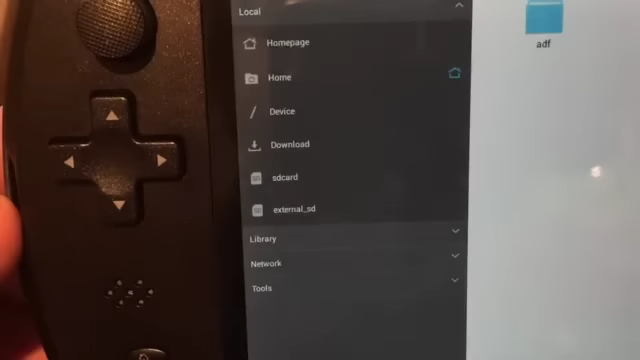 Local
Homepage
Home
Device
Download
sdcard
external_sd
Library
Network
Tools
adf